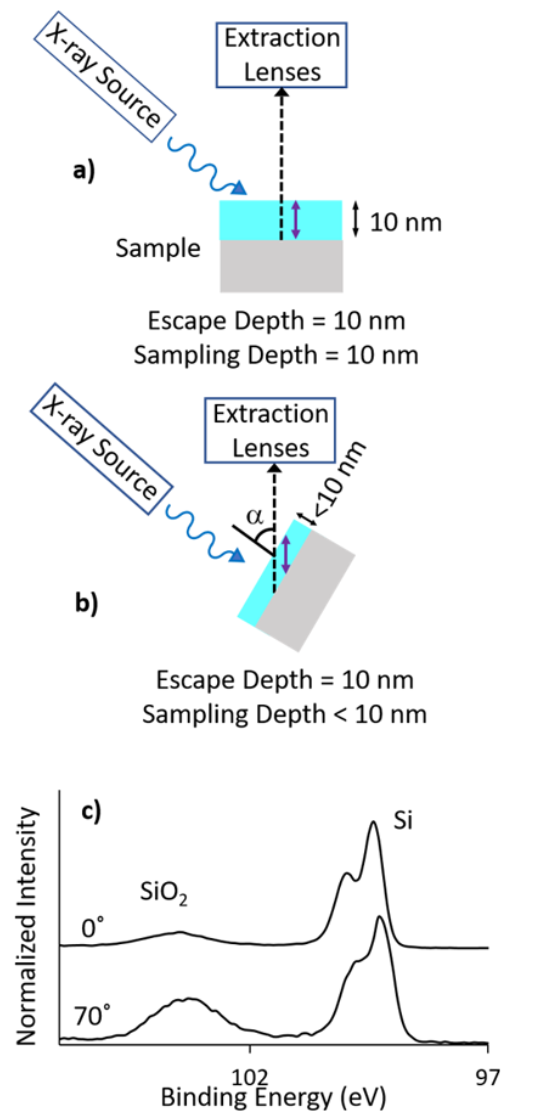 X-ray Source
Extraction
Lenses
a)
10 nm
Sample
Escape Depth = 10 nm
Sampling Depth = 10 nm
X-ray Source
Extraction
Lenses
<10 nm
α
b)
Escape Depth = 10 nm
Sampling Depth < 10 nm
c)
Si
SiO₂
0°
70°
Normalized Intensity
102
97
Binding Energy (eV)